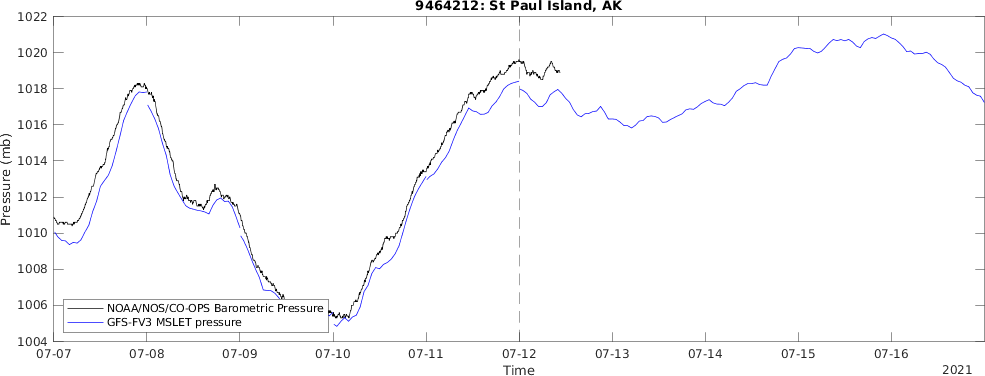 9464212: St Paul Island, AK
Pressure (mb)
1022
1020
1018
1016
1014
1012
1010
1008
1006
1004
NOAA/NOS/CO-OPS Barometric Pressure
GFS-FV3 MSLET pressure
07-07 07-08 07-09 07-10 07-11 07-12 07-13 07-14 07-15 07-16
Time
2021